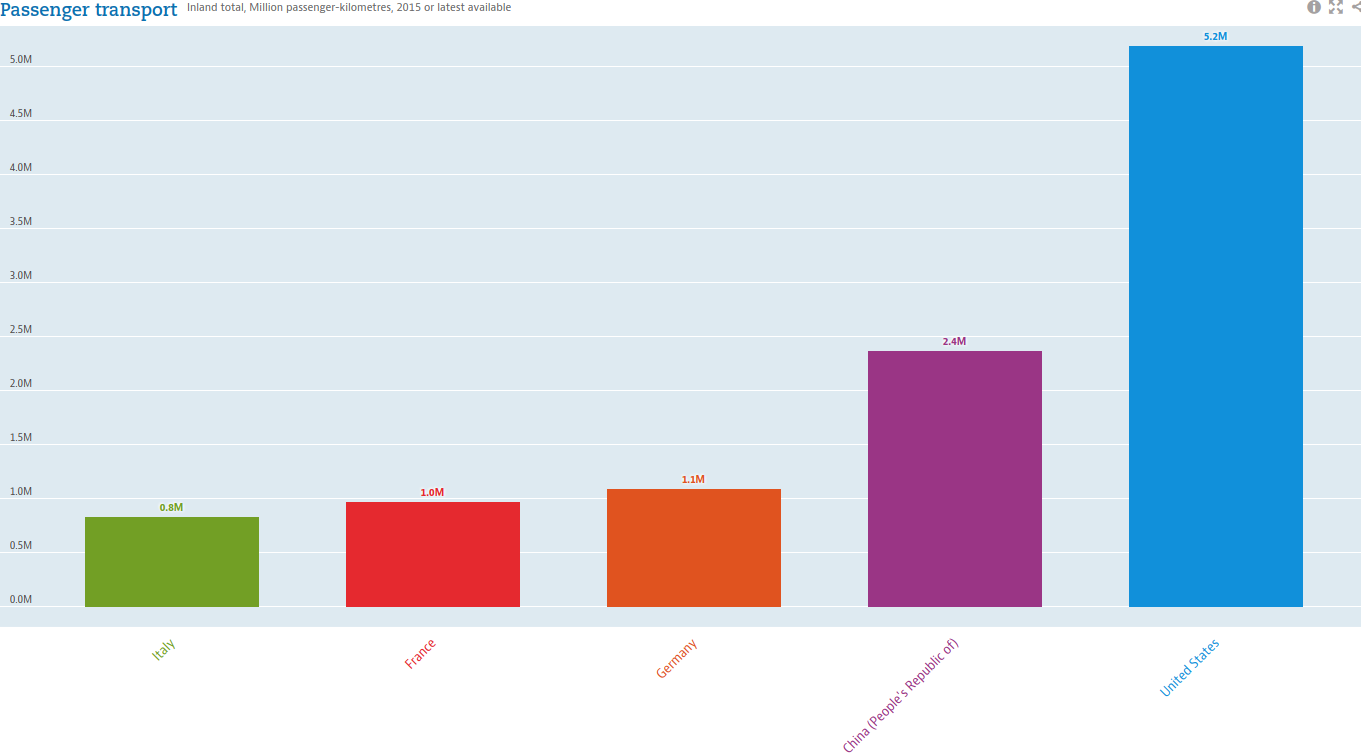 Passenger transport Inland total, Million passenger-kilometres, 2015 or latest available
5.2M
5.0M
4.5M
4.0M
3.5M
3.0M
2.5M
2.4M
2.0M
1.5M
1.1M
1.0M
1.0M
0.8M
0.5M
0.0M
Italy
France
Germany
China (People's Republic of)
United States